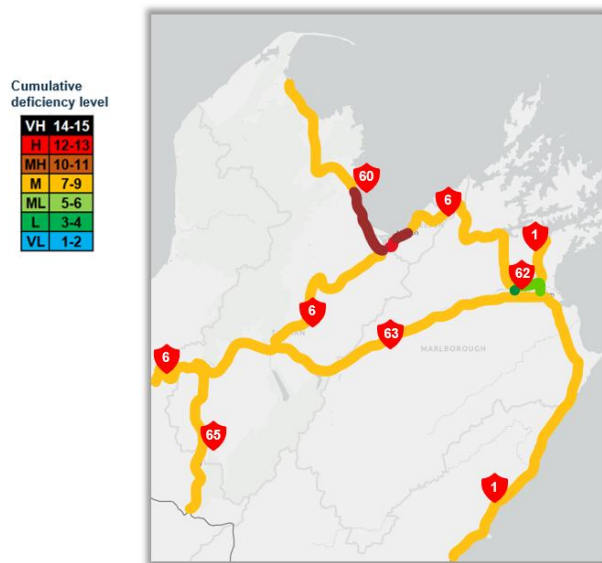 Cumulative
deficiency level
VH 14-15
H 12-13
MH 10-11
M 7-9
ML 5-6
L 3-4
VL 1-2
60
6
1
62
6
63
6
MARLBOROUGH
65
1